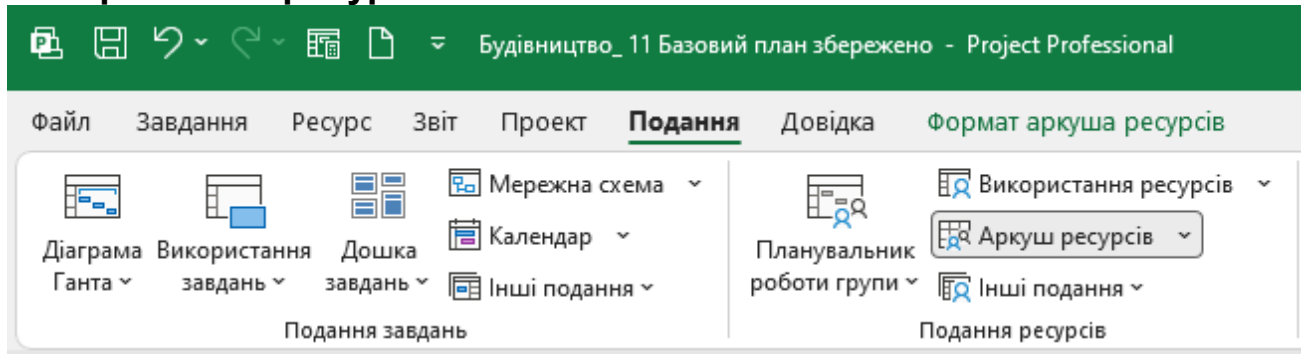 Будівництво_ 11 Базовий план збережено - Project Professional
Файл Завдання Ресурс Звіт Проект Подання Довідка Формат аркуша ресурсів
Діаграма Ганта
Використання завдань
Дошка завдань
Мережна схема
Календар
Інші подання
Подання завдань
Планувальник роботи групи
Використання ресурсів
Аркуш ресурсів
Інші подання
Подання ресурсів